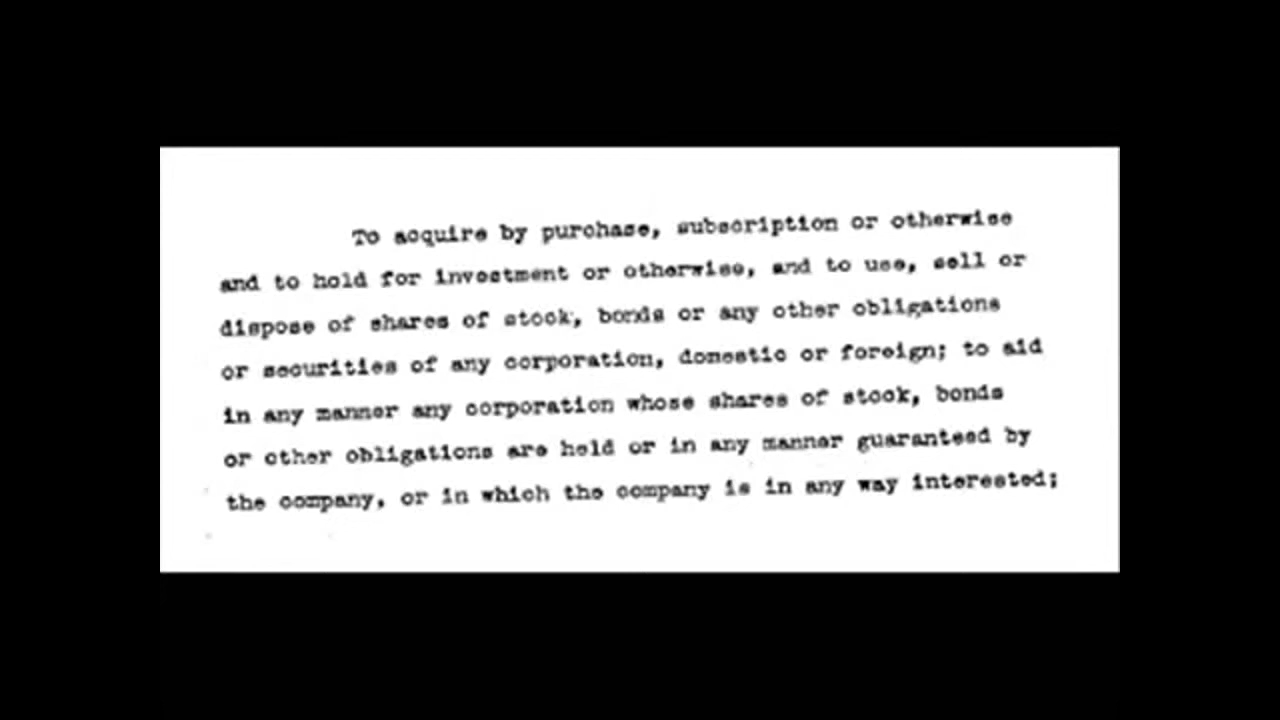 To acquire by purchase, subscription or otherwise
and to hold for investment or otherwise, and to use, sell or
dispose of shares of stock, bonds or any other obligations
or securities of any corporation, domestic or foreign; to aid
in any manner any corporation whose shares of stock, bonds
or other obligations are held or in any manner guaranteed by
the company, or in which the company is in any way interested;